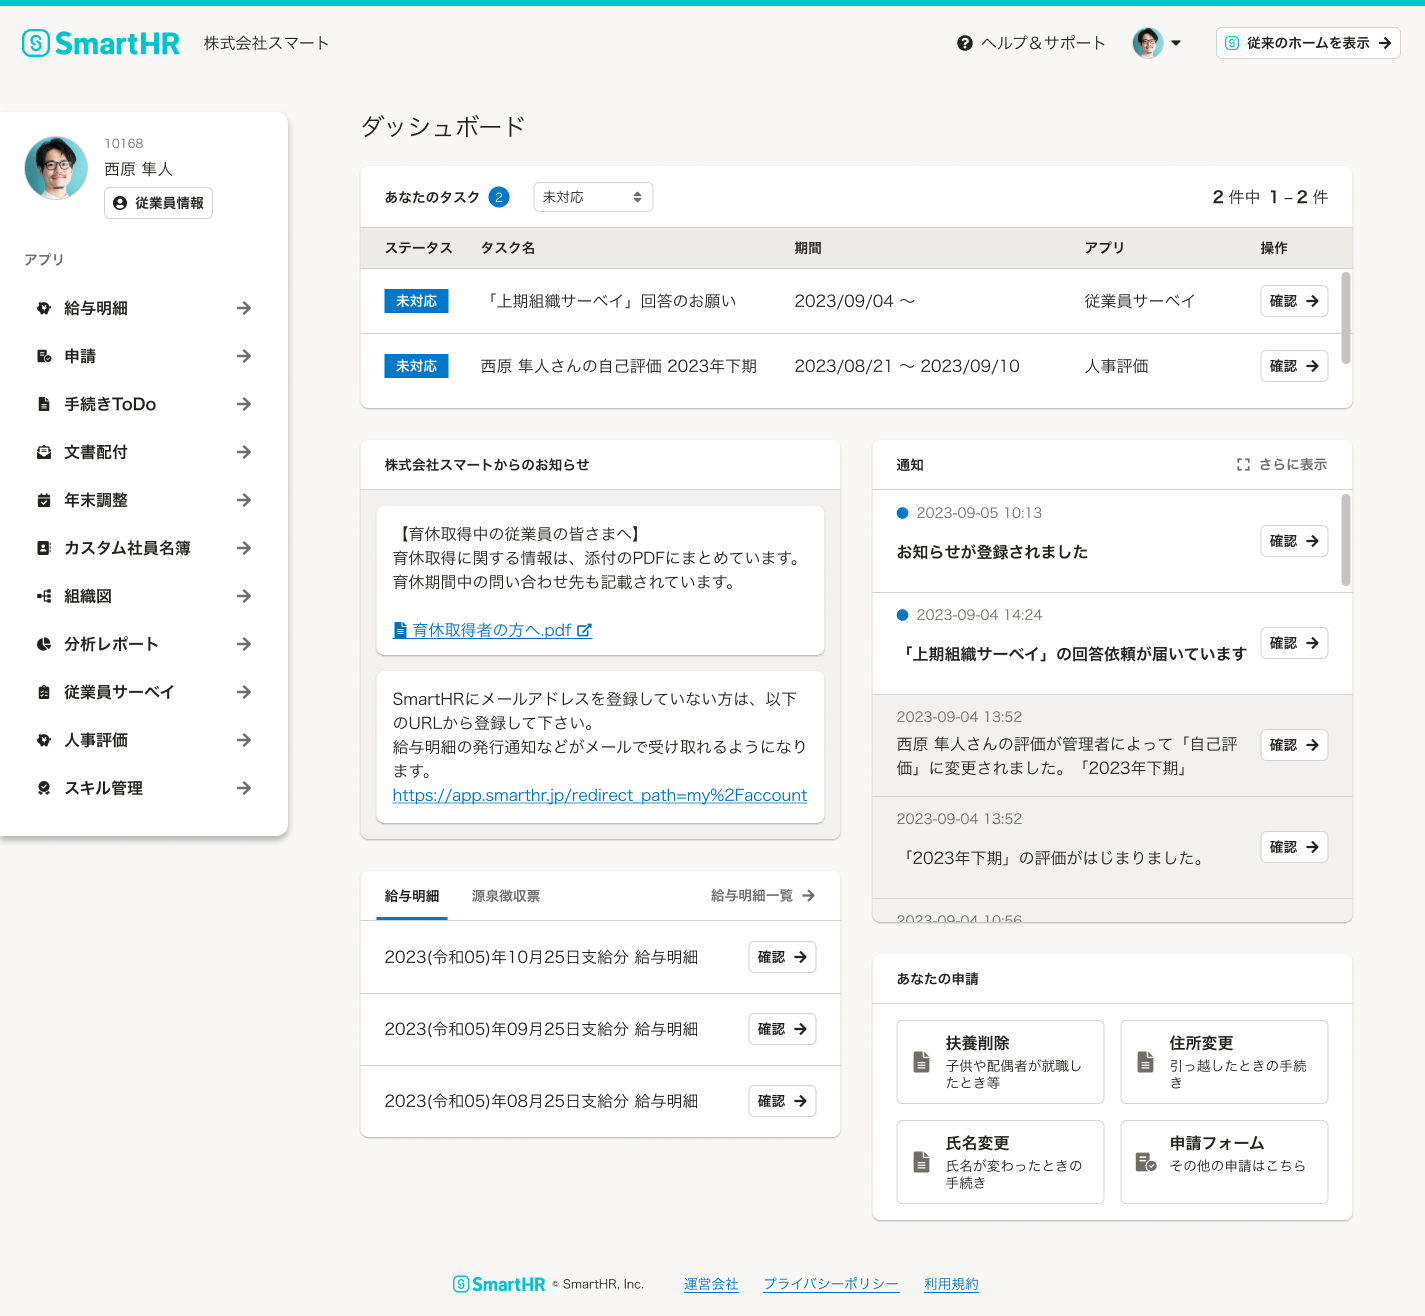 SmartHR 株式会社スマート ヘルプ＆サポート 従来のホームを表示
10168
西原 隼人
従業員情報
アプリ
給与明細
申請
手続きToDo
文書配付
年末調整
カスタム社員名簿
組織図
分析レポート
従業員サーベイ
人事評価
スキル管理
ダッシュボード
あなたのタスク 2 未対応 2 件中 1 – 2 件
ステータス タスク名 期間 アプリ 操作
未対応 「上期組織サーベイ」回答のお願い 2023/09/04 〜 従業員サーベイ 確認
未対応 西原 隼人さんの自己評価 2023年下期 2023/08/21 〜 2023/09/10 人事評価 確認
株式会社スマートからのお知らせ
【育休取得中の従業員の皆さまへ】
育休取得に関する情報は、添付のPDFにまとめています。
育休期間中の問い合わせ先も記載されています。
育休取得者の方へ.pdf
SmartHRにメールアドレスを登録していない方は、以下
のURLから登録して下さい。
給与明細の発行通知などがメールで受け取れるようになり
ます。
https://app.smarthr.jp/redirect_path=my%2Faccount
給与明細 源泉徴収票 給与明細一覧
2023(令和05)年10月25日支給分 給与明細 確認
2023(令和05)年09月25日支給分 給与明細 確認
2023(令和05)年08月25日支給分 給与明細 確認
通知 さらに表示
2023-09-05 10:13
お知らせが登録されました 確認
2023-09-04 14:24
「上期組織サーベイ」の回答依頼が届いています 確認
2023-09-04 13:52
西原 隼人さんの評価が管理者によって「自己評
価」に変更されました。「2023年下期」 確認
2023-09-04 13:52
「2023年下期」の評価がはじまりました。 確認
2023-09-04 10:56
あなたの申請
扶養削除
子供や配偶者が就職し
たとき等
住所変更
引っ越したときの手続
き
氏名変更
氏名が変わったときの
手続き
申請フォーム
その他の申請はこちら
SmartHR © SmartHR, Inc. 運営会社 プライバシーポリシー 利用規約